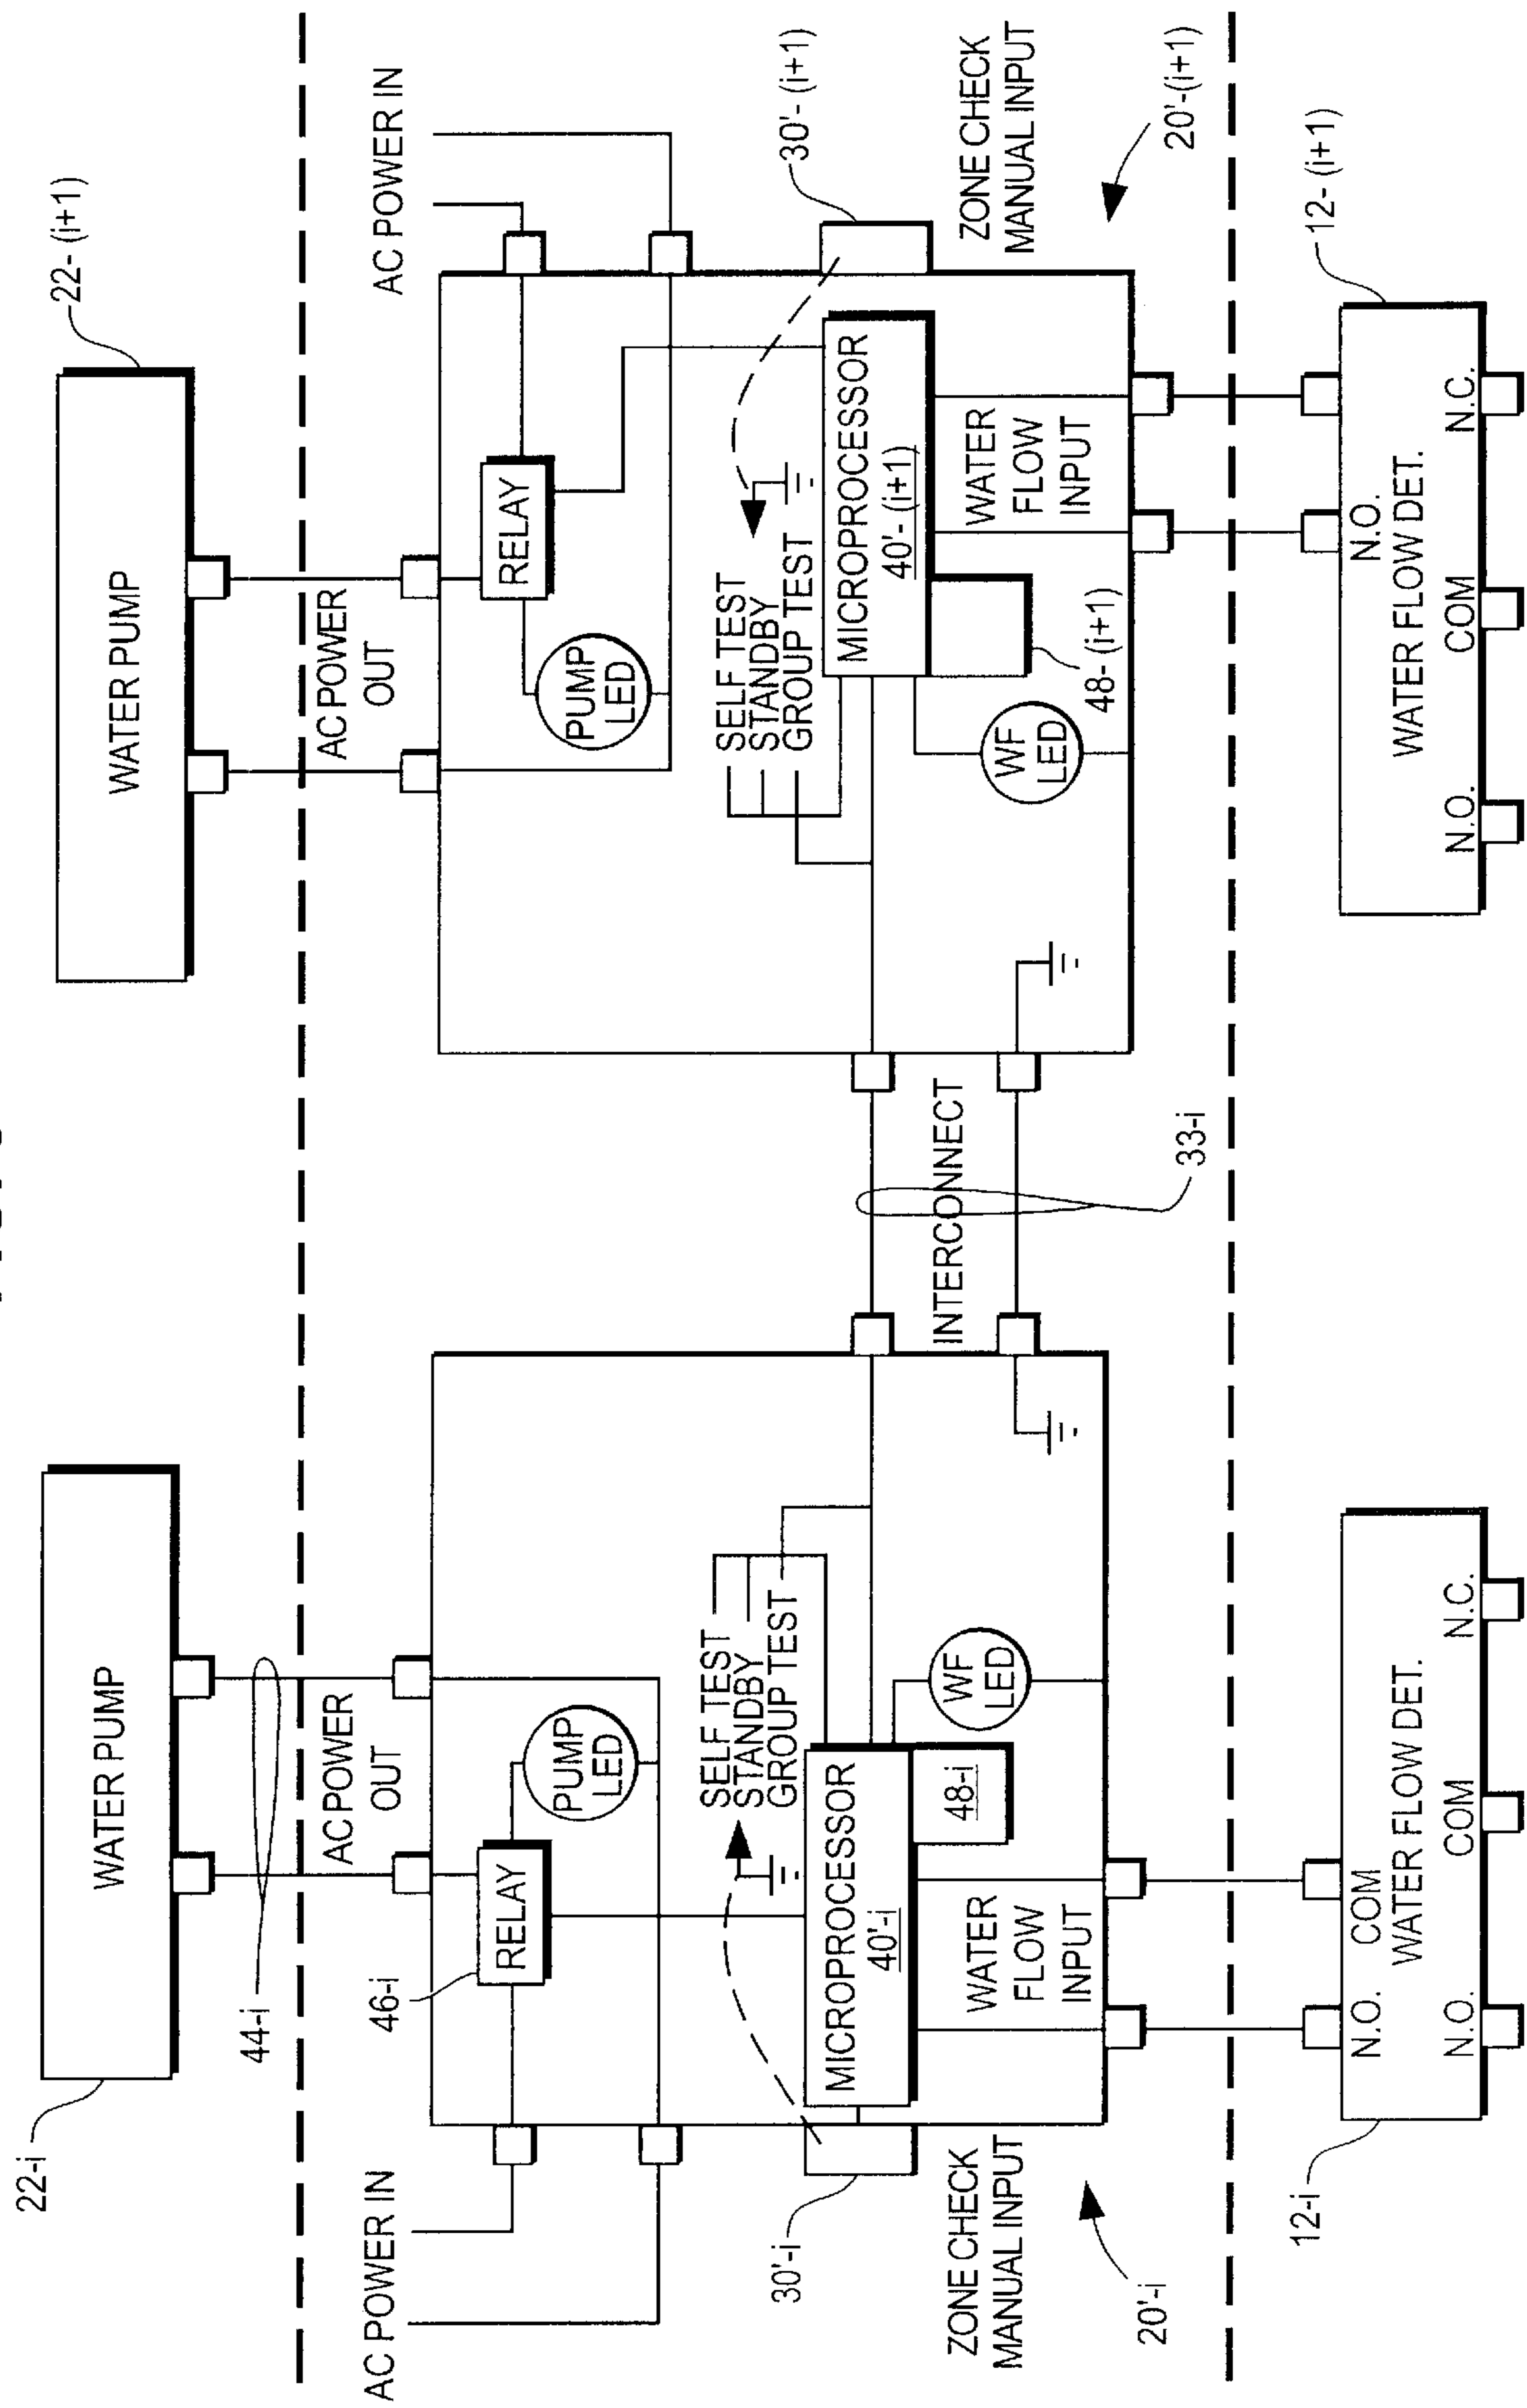 22-i
WATER PUMP
44-i
AC POWER IN
AC POWER
OUT
46-i
RELAY
PUMP
LED
SELF TEST
STANDBY
GROUP TEST
30'-i
MICROPROCESSOR
40'-i
48-i
WF
LED
WATER
FLOW
INPUT
ZONE CHECK
MANUAL INPUT
20'-i
12-i
N.O.
COM
WATER FLOW DET.
N.O.
COM
N.C.
INTERCONNECT
33-i
22- (i+1)
WATER PUMP
AC POWER
OUT
AC POWER IN
RELAY
PUMP
LED
SELF TEST
STANDBY
GROUP TEST
30'- (i+1)
MICROPROCESSOR
40'- (i+1)
48- (i+1)
WF
LED
WATER
FLOW
INPUT
ZONE CHECK
MANUAL INPUT
20'-(i+1)
12- (i+1)
N.O.
WATER FLOW DET.
N.O.
COM
N.C.